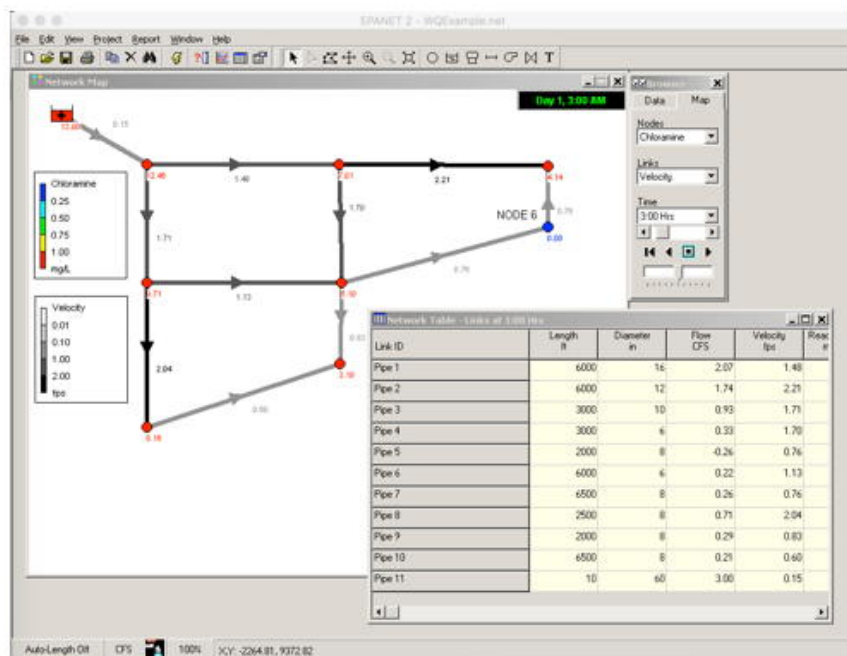 EPANET 2 - WQExample.net
File Edit View Project Report Window Help
Network Map
Day 1, 3:00 AM
0.15
1.48
2.21
4.14
Chloramine
0.25
0.50
0.75
1.00
mg/L
1.71
1.70
NODE 6
0.79
0.00
1.13
0.76
Velocity
0.01
0.10
1.00
2.00
fps
2.04
0.60
Browser
Data Map
Nodes
Chloramine
Links
Velocity
Time
3:00 Hrs
Network Table - Links at 3:00 Hrs
Link ID Length ft Diameter in Flow CFS Velocity fps
Pipe 1 6000 16 2.07 1.48
Pipe 2 6000 12 1.74 2.21
Pipe 3 3000 10 0.93 1.71
Pipe 4 3000 6 0.33 1.70
Pipe 5 2000 8 -0.26 0.76
Pipe 6 6000 6 0.22 1.13
Pipe 7 6500 8 0.26 0.76
Pipe 8 2500 8 0.71 2.04
Pipe 9 2000 8 0.29 0.83
Pipe 10 6500 8 0.21 0.60
Pipe 11 10 60 3.00 0.15
Auto-Length Off CFS 100% X,Y: -2264.81, 9372.82